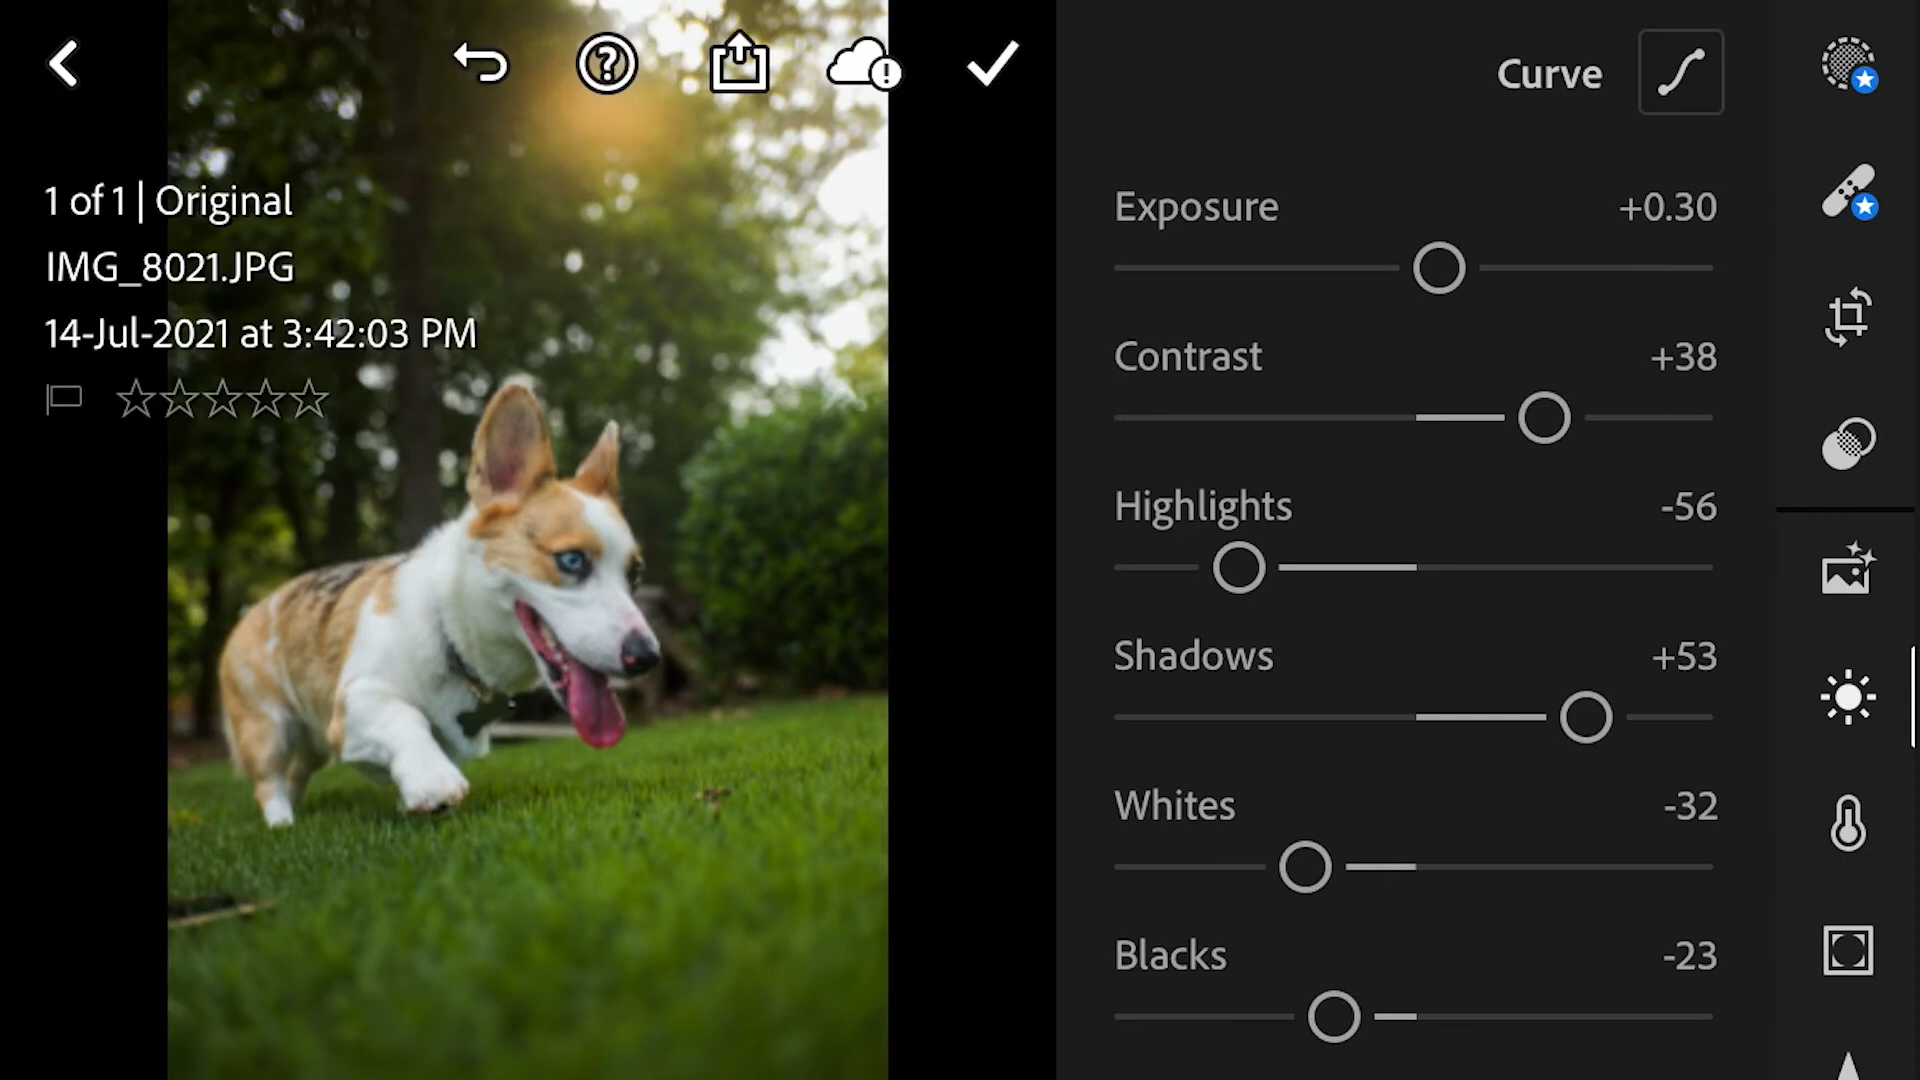 1 of 1 | Original
IMG_8021.JPG
14-Jul-2021 at 3:42:03 PM
Curve
Exposure +0.30
Contrast +38
Highlights -56
Shadows +53
Whites -32
Blacks -23